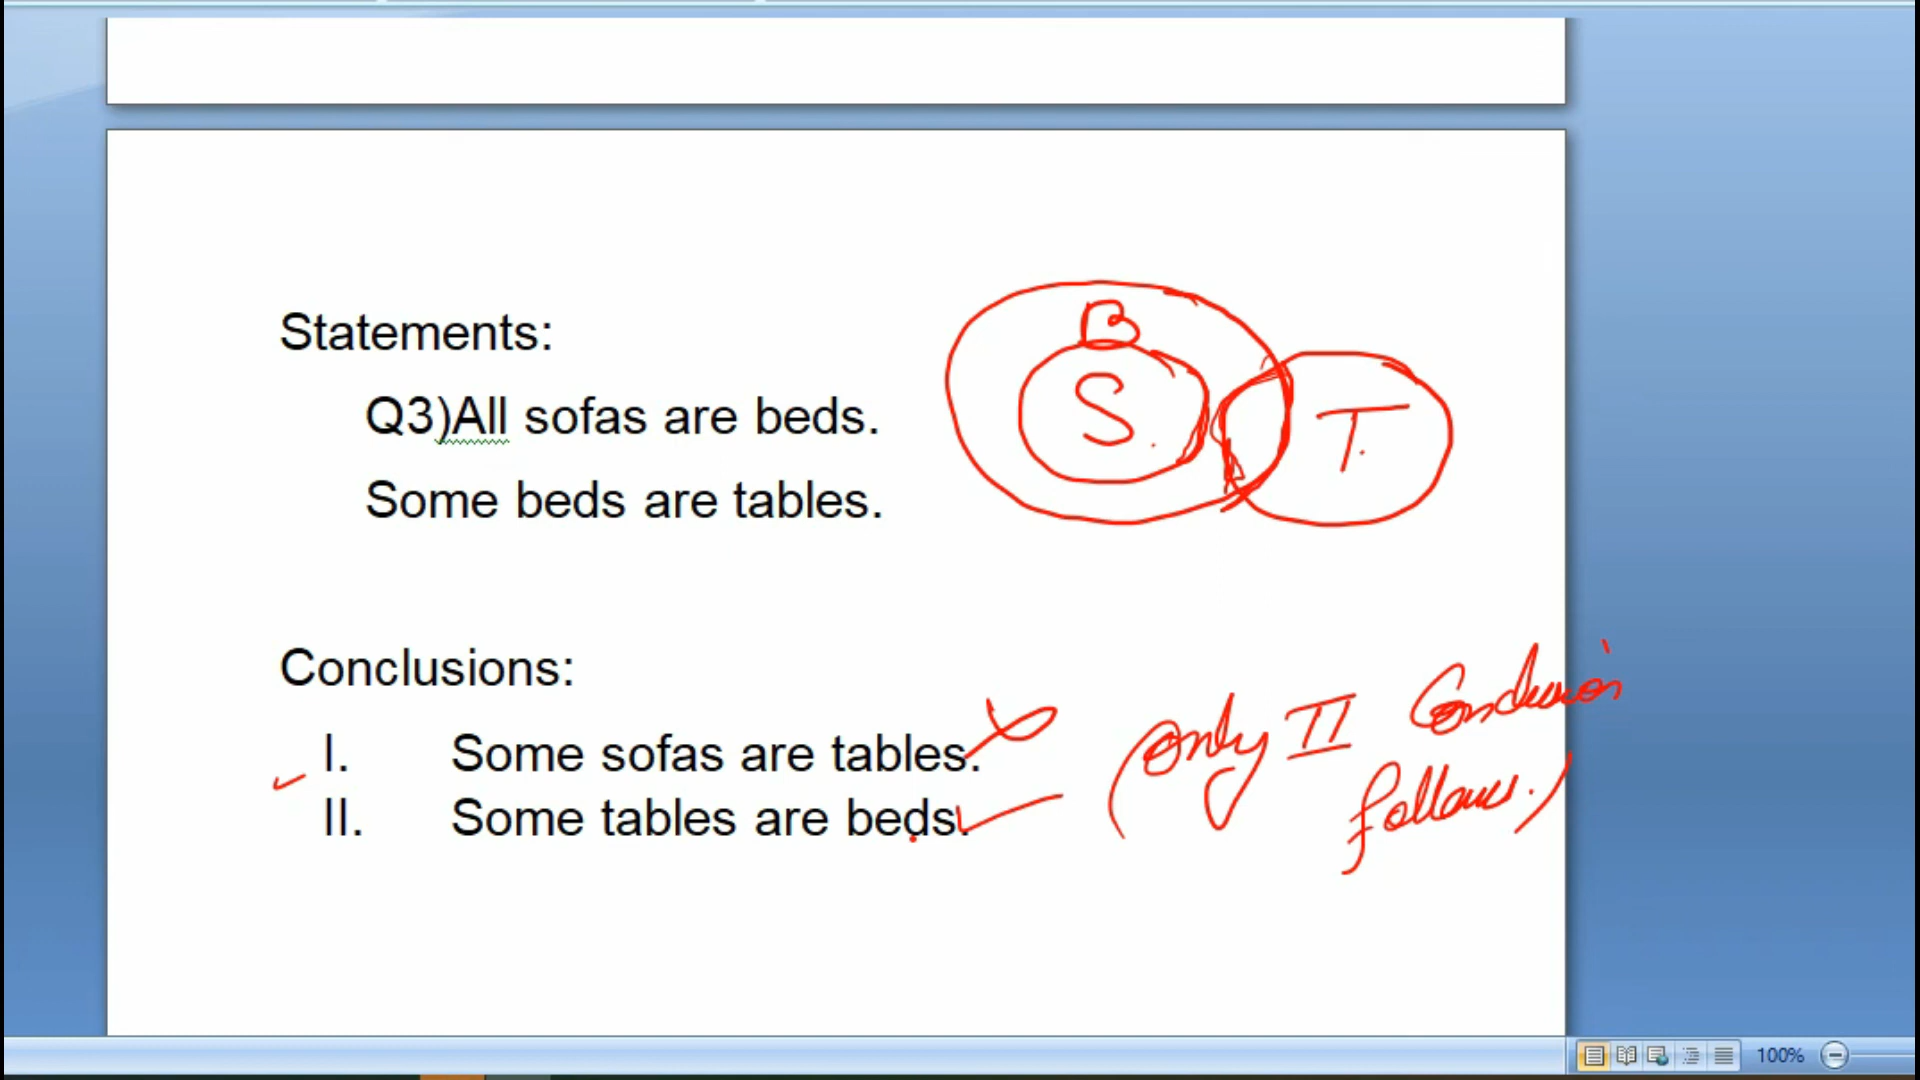 Statements:
B
Q3)All sofas are beds.
S
T.
Some beds are tables.
Conclusions:
I. Some sofas are tables.
II. Some tables are beds.
(only II Conclusion
follows.)
100%